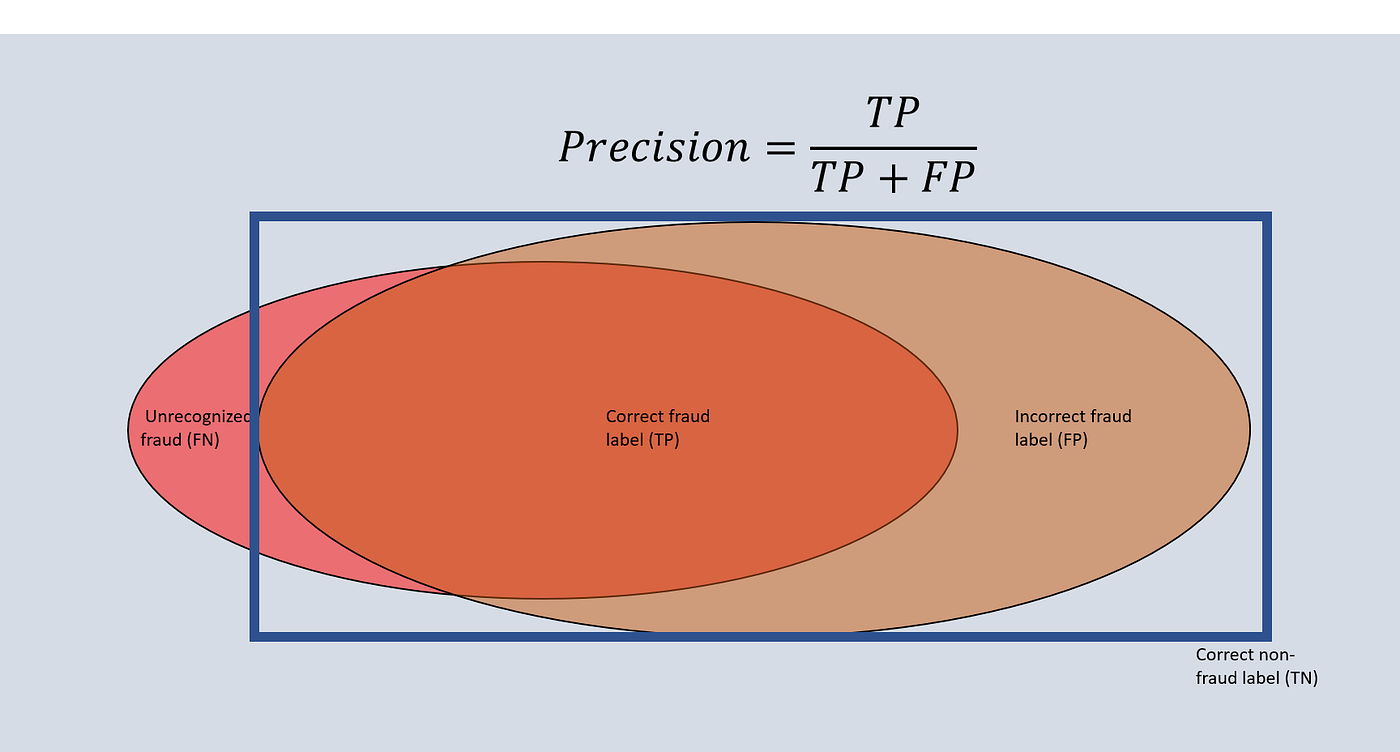 Precision = TP / TP + FP
Unrecognized
fraud (FN)
Correct fraud
label (TP)
Incorrect fraud
label (FP)
Correct non-
fraud label (TN)